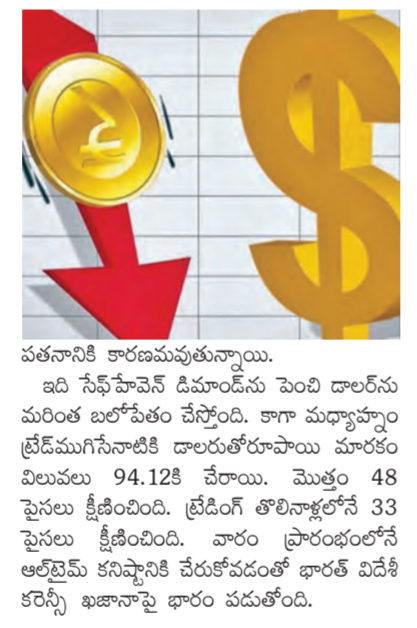 పతనానికి కారణమవుతున్నాయి.
ఇది సేఫ్‌హేవెన్ డిమాండ్‌ను పెంచి డాలర్‌ను
మరింత బలోపేతం చేస్తోంది. కాగా మధ్యాహ్నం
ట్రేడ్‌ముగిసేనాటికి డాలరుతోరూపాయి మారకం
విలువలు 94.12కి చేరాయి. మొత్తం 48
పైసలు క్షీణించింది. ట్రేడింగ్ తొలినాళ్లలోనే 33
పైసలు క్షీణించింది. వారం ప్రారంభంలోనే
ఆల్‌టైమ్ కనిష్టానికి చేరుకోవడంతో భారత్ విదేశీ
కరెన్సీ ఖజానాపై భారం పడుతోంది.